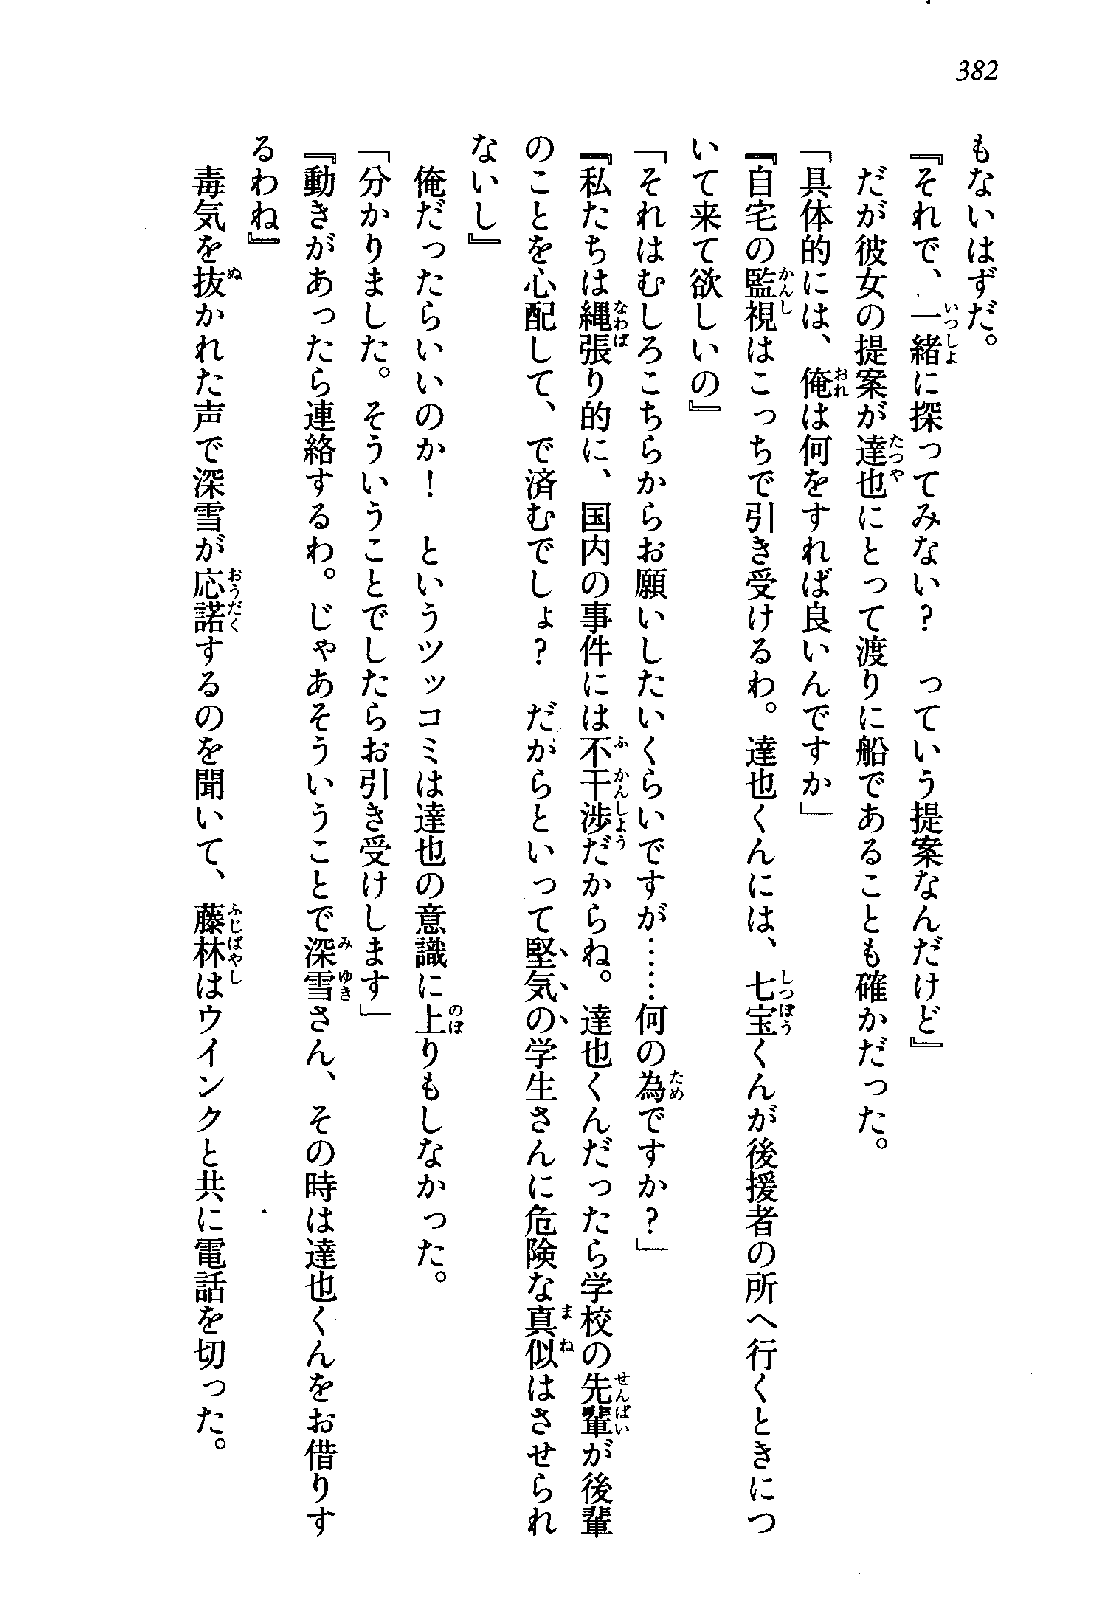 382
もないはずだ。
『それで、一緒に探ってみない？　っていう提案なんだけど』
だが彼女の提案が達也にとって渡りに船であることも確かだった。
「具体的には、俺は何をすれば良いんですか」
『自宅の監視はこっちで引き受けるわ。達也くんには、七宝くんが後援者の所へ行くときにつ
いて来て欲しいの』
「それはむしろこちらからお願いしたいくらいですが……何の為ですか？」
『私たちは縄張り的に、国内の事件には不干渉だからね。達也くんだったら学校の先輩が後輩
のことを心配して、で済むでしょ？　だがらといって堅気の学生さんに危険な真似はさせられ
ないし』
俺だったらいいのか！　というツッコミは達也の意識に上りもしなかった。
「分かりました。そういうことでしたらお引き受けします」
『動きがあったら連絡するわ。じゃあそういうことで深雪さん、その時は達也くんをお借りす
るわね』
毒気を抜かれた声で深雪が応諾するのを聞いて、藤林はウインクと共に電話を切った。